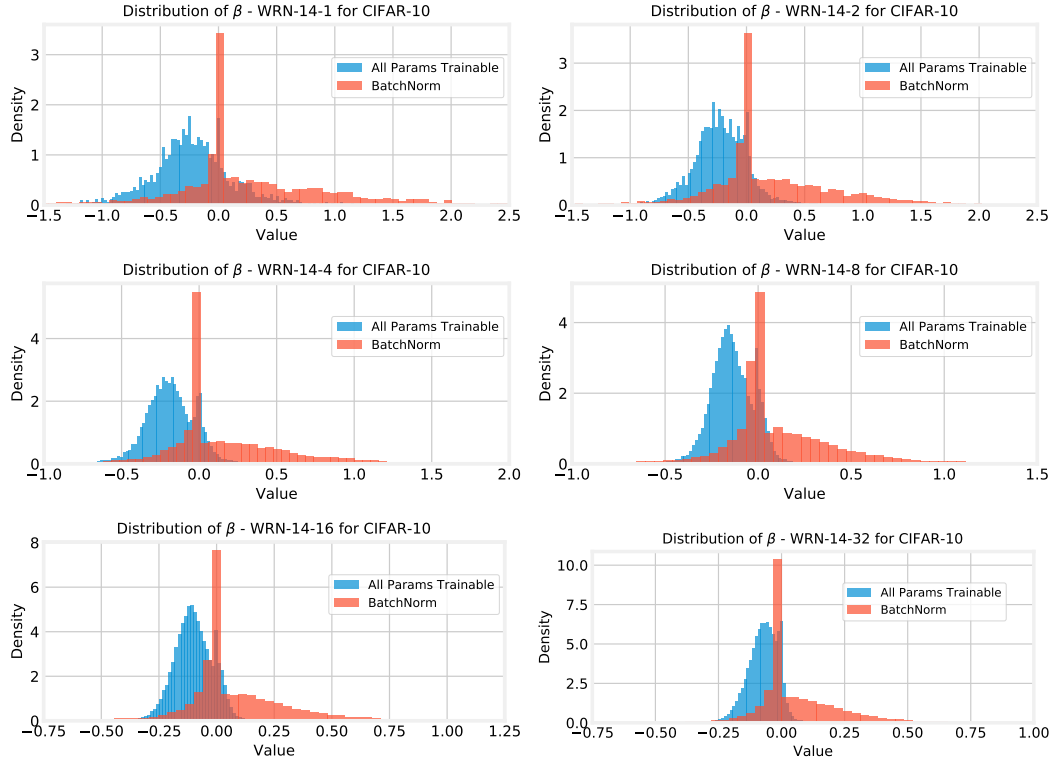 Distribution of β - WRN-14-1 for CIFAR-10
3
2
1
0
Density
All Params Trainable
BatchNorm
−1.5 −1.0 −0.5 0.0 0.5 1.0 1.5 2.0 2.5
Value
Distribution of β - WRN-14-2 for CIFAR-10
3
2
1
0
Density
All Params Trainable
BatchNorm
−1.5 −1.0 −0.5 0.0 0.5 1.0 1.5 2.0 2.5
Value
Distribution of β - WRN-14-4 for CIFAR-10
4
2
0
Density
All Params Trainable
BatchNorm
−1.0 −0.5 0.0 0.5 1.0 1.5 2.0
Value
Distribution of β - WRN-14-8 for CIFAR-10
4
2
0
Density
All Params Trainable
BatchNorm
−1.0 −0.5 0.0 0.5 1.0 1.5
Value
Distribution of β - WRN-14-16 for CIFAR-10
8
6
4
2
0
Density
All Params Trainable
BatchNorm
−0.75 −0.50 −0.25 0.00 0.25 0.50 0.75 1.00 1.25
Value
Distribution of β - WRN-14-32 for CIFAR-10
10.0
7.5
5.0
2.5
0.0
Density
All Params Trainable
BatchNorm
−0.75 −0.50 −0.25 0.00 0.25 0.50 0.75 1.00
Value